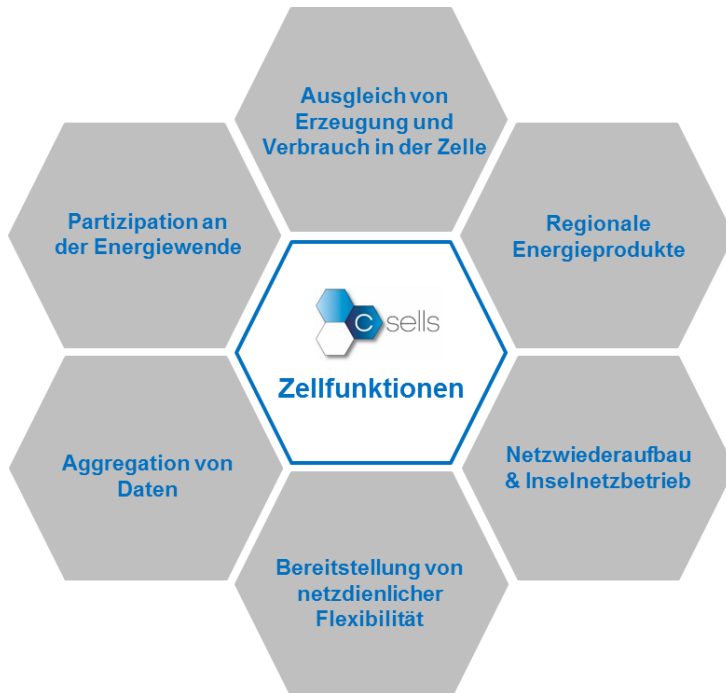 Ausgleich von
Erzeugung und
Verbrauch in der Zelle
Partizipation an
der Energiewende
Regionale
Energieprodukte
C sells
Zellfunktionen
Aggregation von
Daten
Netzwiederaufbau
& Inselnetzbetrieb
Bereitstellung von
netzdienlicher
Flexibilität